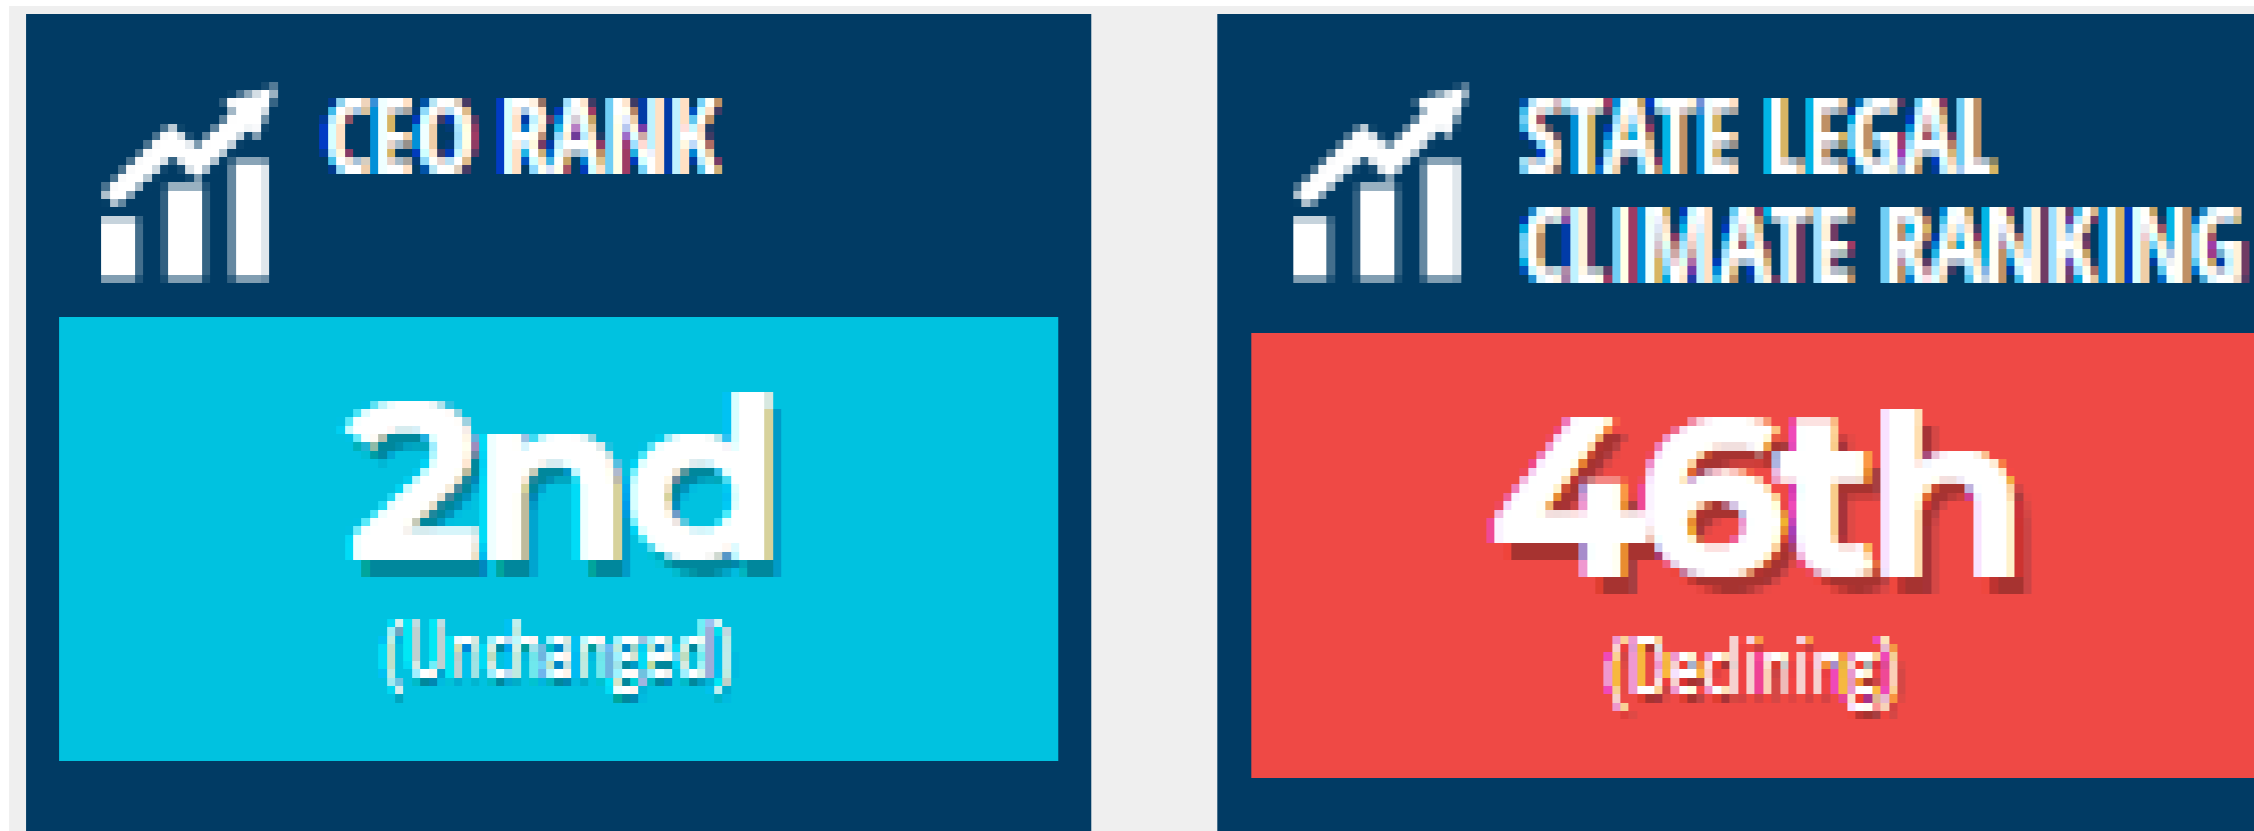 CEO RANK
2nd
(Unchanged)
STATE LEGAL
CLIMATE RANKING
46th
(Declining)